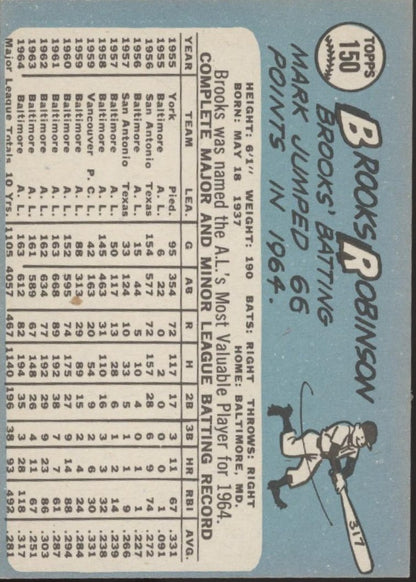 TOPPS
150
BROOKS ROBINSON
BROOKS' BATTING
MARK JUMPED 66
POINTS IN 1964.
317
HEIGHT: 6'1" WEIGHT: 190 BATS: RIGHT THROWS: RIGHT
BORN: MAY 18 1937 HOME: BALTIMORE, MD.
Brooks was named the A.L.'s Most Valuable Player for 1964.
COMPLETE MAJOR AND MINOR LEAGUE BATTING RECORD
YEAR TEAM LEA. G AB R H 2B 3B HR RBI AVG.
1955 York Pied. 95 354 72 117 17 3 11 67 .331
1955 Baltimore A. L. 6 22 0 2 0 0 0 1 .091
1956 San Antonio Texas 154 577 72 157 28 6 9 74 .272
1956 Baltimore A. L. 15 44 5 10 4 0 1 1 .227
1957 San Antonio Texas 33 124 10 33 6 1 1 9 .266
1957 Baltimore A. L. 50 117 13 28 6 1 2 14 .239
1958 Baltimore A. L. 145 463 31 110 16 3 3 32 .238
1959 Vancouver P. C. L. 42 163 20 54 9 2 6 30 .331
1959 Baltimore A. L. 88 313 29 89 15 2 4 24 .284
1960 Baltimore A. L. 152 595 74 175 27 9 14 88 .294
1961 Baltimore A. L. 163 668 89 192 38 7 7 61 .287
1962 Baltimore A. L. 162 634 77 192 29 9 23 86 .303
1963 Baltimore A. L. 161 589 67 148 26 4 11 67 .251
1964 Baltimore A. L. 163 612 82 194 35 3 28 118 .317
Major League Totals 10 Yrs. 1105 4057 467 1140 196 38 93 492 .281